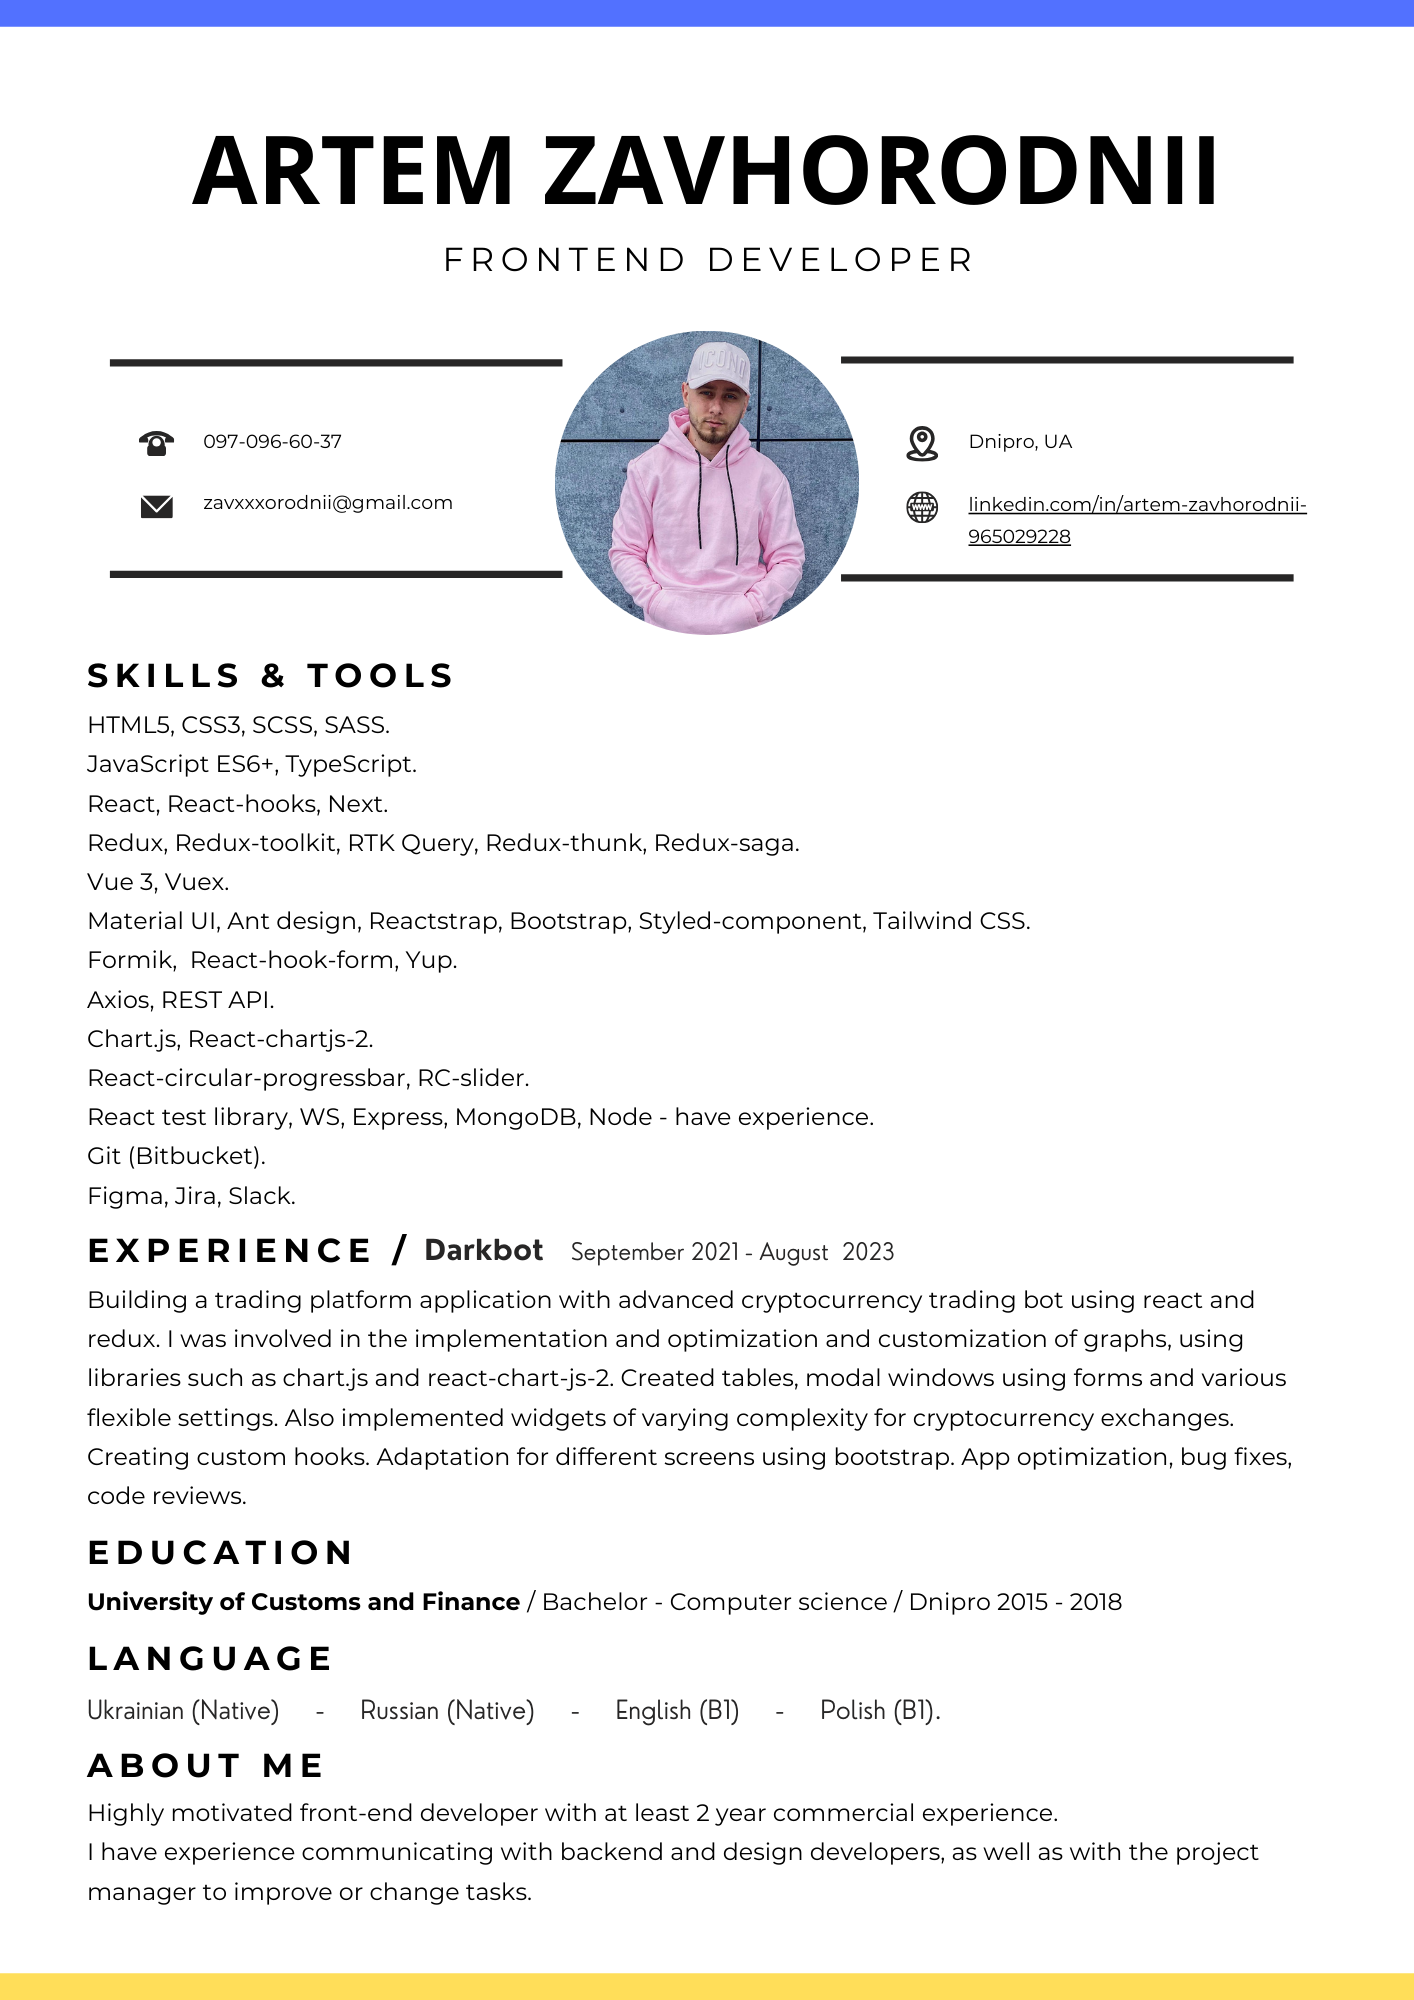 ARTEM ZAVHORODNII
FRONTEND DEVELOPER
097-096-60-37
zavxxxorodnii@gmail.com
ICON
Dnipro, UA
linkedin.com/in/artem-zavhorodnii-
965029228
SKILLS & TOOLS
HTML5, CSS3, SCSS, SASS.
JavaScript ES6+, TypeScript.
React, React-hooks, Next.
Redux, Redux-toolkit, RTK Query, Redux-thunk, Redux-saga.
Vue 3, Vuex.
Material UI, Ant design, Reactstrap, Bootstrap, Styled-component, Tailwind CSS.
Formik,  React-hook-form, Yup.
Axios, REST API.
Chart.js, React-chartjs-2.
React-circular-progressbar, RC-slider.
React test library, WS, Express, MongoDB, Node - have experience.
Git (Bitbucket).
Figma, Jira, Slack.
EXPERIENCE / Darkbot September 2021 - August  2023
Building a trading platform application with advanced cryptocurrency trading bot using react and
redux. I was involved in the implementation and optimization and customization of graphs, using
libraries such as chart.js and react-chart-js-2. Created tables, modal windows using forms and various
flexible settings. Also implemented widgets of varying complexity for cryptocurrency exchanges.
Creating custom hooks. Adaptation for different screens using bootstrap. App optimization, bug fixes,
code reviews.
EDUCATION
University of Customs and Finance / Bachelor - Computer science / Dnipro 2015 - 2018
LANGUAGE
Ukrainian (Native) - Russian (Native) - English (B1) - Polish (B1).
ABOUT ME
Highly motivated front-end developer with at least 2 year commercial experience.
I have experience communicating with backend and design developers, as well as with the project
manager to improve or change tasks.